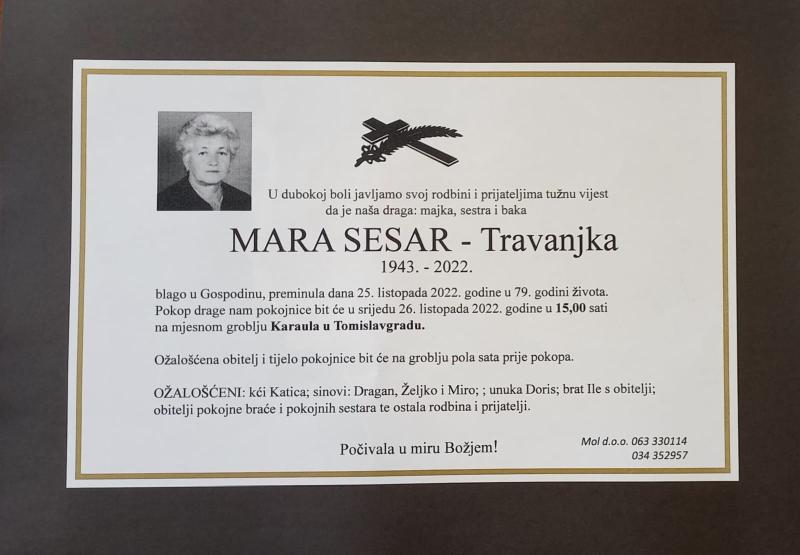 U dubokoj boli javljamo svoj rodbini i prijateljima tužnu vijest
da je naša draga: majka, sestra i baka
MARA SESAR - Travanjka
1943. - 2022.
blago u Gospodinu, preminula dana 25. listopada 2022. godine u 79. godini života.
Pokop drage nam pokojnice bit će u srijedu 26. listopada 2022. godine u 15,00 sati
na mjesnom groblju Karaula u Tomislavgradu.
Ožalošćena obitelj i tijelo pokojnice bit će na groblju pola sata prije pokopa.
OŽALOŠĆENI: kći Katica; sinovi: Dragan, Željko i Miro; ; unuka Doris; brat Ile s obitelji;
obitelji pokojne braće i pokojnih sestara te ostala rodbina i prijatelji.
Počivala u miru Božjem!
Mol d.o.o. 063 330114
034 352957